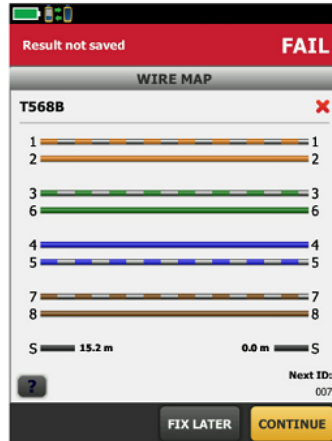 Result not saved FAIL
WIRE MAP
T568B
1 1
2 2
3 3
6 6
4 4
5 5
7 7
8 8
S 15.2 m 0.0 m S
Next ID:
? 007
FIX LATER CONTINUE